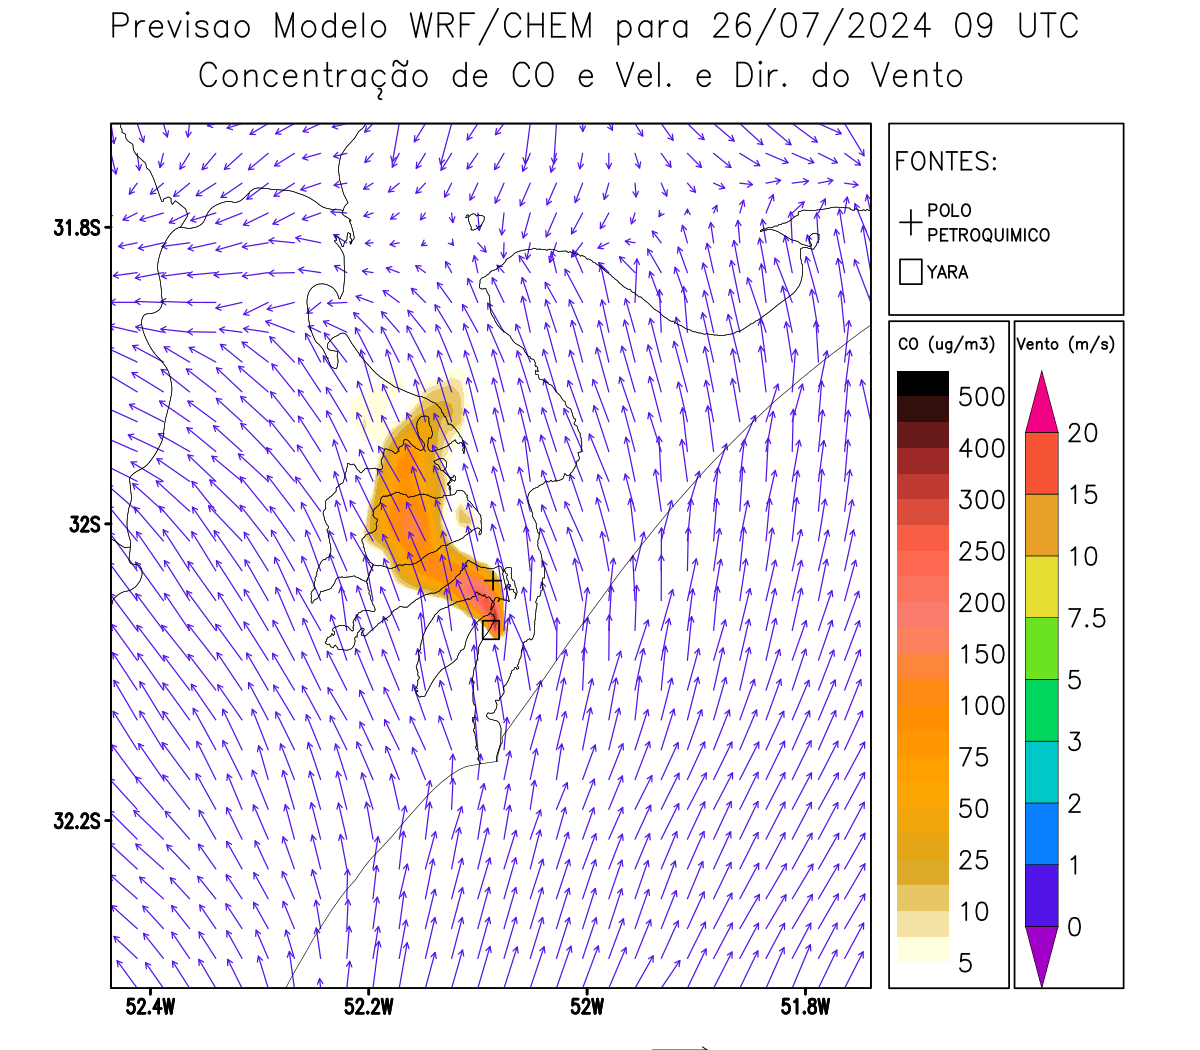 Previsao Modelo WRF/CHEM para 26/07/2024 09 UTC
Concentração de CO e Vel. e Dir. do Vento
FONTES:
POLO
PETROQUIMICO
YARA
31.8S
32S
32.2S
52.4W
52.2W
52W
51.8W
CO (ug/m3)
500
400
300
250
200
150
100
75
50
25
10
5
Vento (m/s)
20
15
10
7.5
5
3
2
1
0